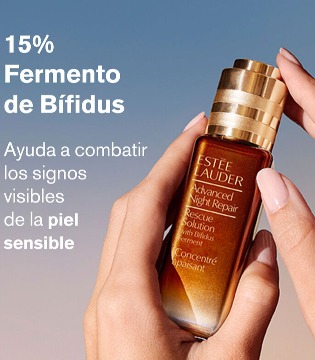 15%
Fermento
de Bífidus
Ayuda a combatir
los signos
visibles
de la piel
sensible
ESTĒE
LAUDER
Advanced
Night Repair
Rescue
Solution
with Bifidus
Ferment
Concentré
Apaisant